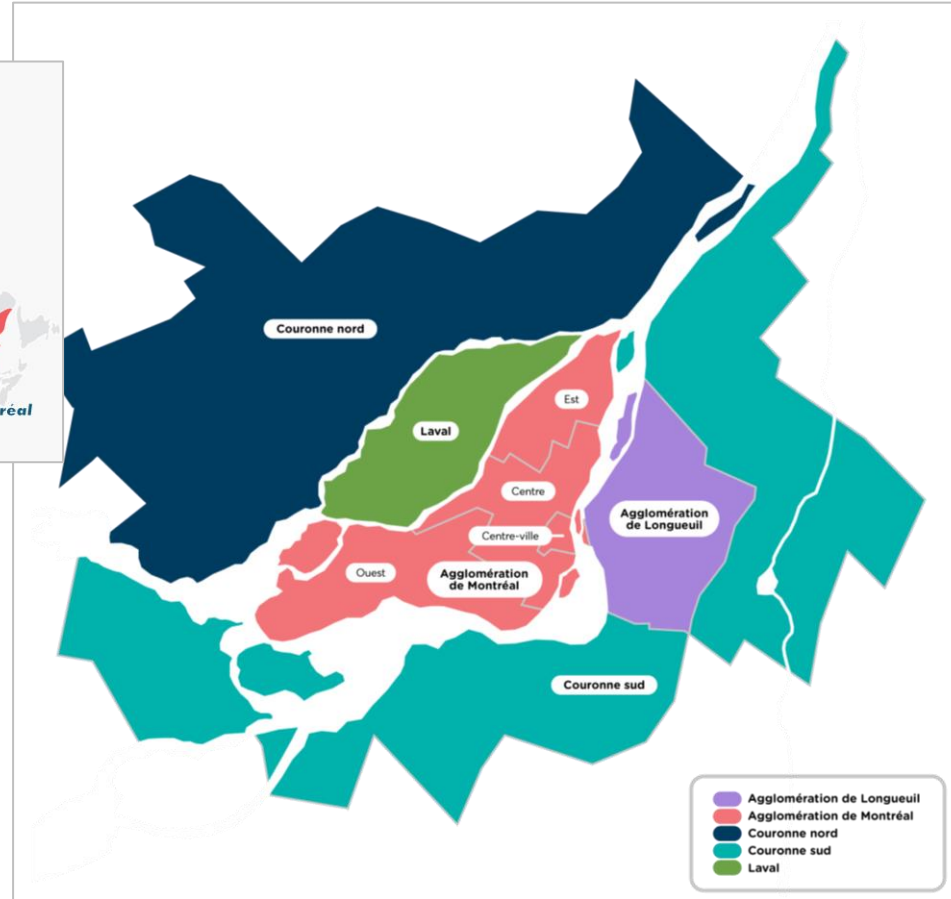 réal
Couronne nord
Est
Laval
Centre
Agglomération
de Longueuil
Centre-ville
Ouest
Agglomération
de Montréal
Couronne sud
Agglomération de Longueuil
Agglomération de Montréal
Couronne nord
Couronne sud
Laval